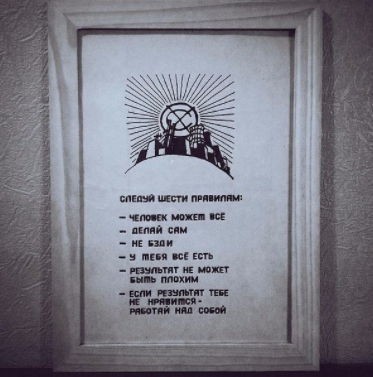 СЛЕДУЙ ШЕСТИ ПРАВИЛАМ:
– ЧЕЛОВЕК МОЖЕТ ВСЁ
– ДЕЛАЙ САМ
– НЕ БЗДИ
– У ТЕБЯ ВСЁ ЕСТЬ
– РЕЗУЛЬТАТ НЕ МОЖЕТ
БЫТЬ ПЛОХИМ
– ЕСЛИ РЕЗУЛЬТАТ ТЕБЕ
НЕ НРАВИТСЯ -
РАБОТАЙ НАД СОБОЙ